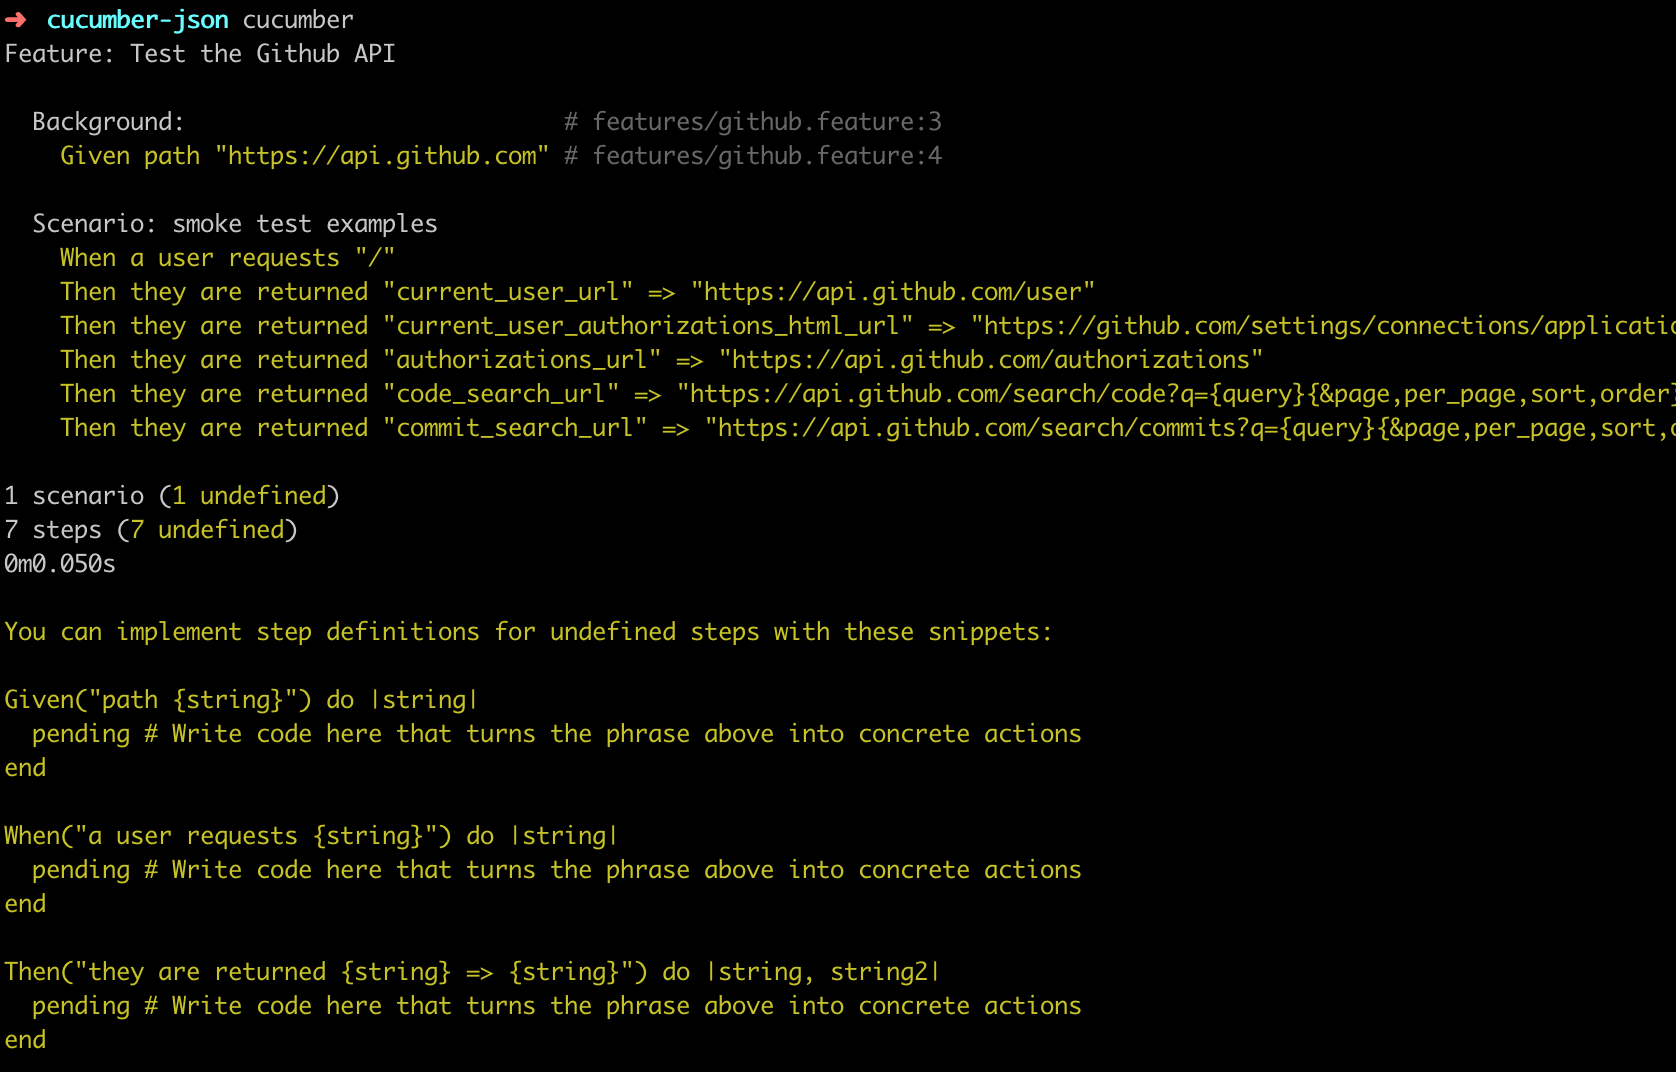 ➜ cucumber-json cucumber
Feature: Test the Github API
Background: # features/github.feature:3
Given path "https://api.github.com" # features/github.feature:4
Scenario: smoke test examples
When a user requests "/"
Then they are returned "current_user_url" => "https://api.github.com/user"
Then they are returned "current_user_authorizations_html_url" => "https://github.com/settings/connections/applicatio
Then they are returned "authorizations_url" => "https://api.github.com/authorizations"
Then they are returned "code_search_url" => "https://api.github.com/search/code?q={query}{&page,per_page,sort,order}
Then they are returned "commit_search_url" => "https://api.github.com/search/commits?q={query}{&page,per_page,sort,o
1 scenario (1 undefined)
7 steps (7 undefined)
0m0.050s
You can implement step definitions for undefined steps with these snippets:
Given("path {string}") do |string|
pending # Write code here that turns the phrase above into concrete actions
end
When("a user requests {string}") do |string|
pending # Write code here that turns the phrase above into concrete actions
end
Then("they are returned {string} => {string}") do |string, string2|
pending # Write code here that turns the phrase above into concrete actions
end